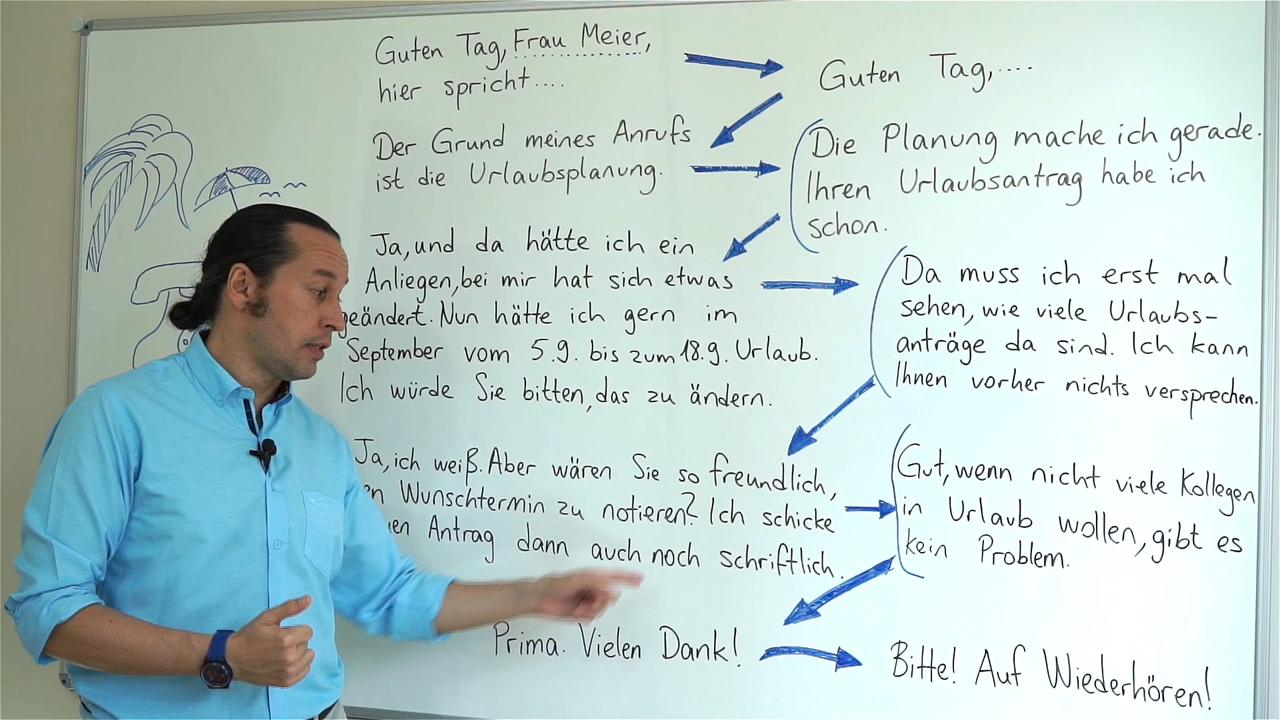 Guten Tag, Frau Meier,
hier spricht....
Guten Tag,....
Der Grund meines Anrufs
ist die Urlaubsplanung.
Die Planung mache ich gerade.
Ihren Urlaubsantrag habe ich
schon.
Ja, und da hätte ich ein
Anliegen, bei mir hat sich etwas
geändert. Nun hätte ich gern im
September vom 5.9. bis zum 18.9. Urlaub.
Ich würde Sie bitten, das zu ändern.
Da muss ich erst mal
sehen, wie viele Urlaubs-
anträge da sind. Ich kann
Ihnen vorher nichts versprechen.
Ja, ich weiß. Aber wären Sie so freundlich,
Wunschtermin zu notieren? Ich schicke
Antrag dann auch noch schriftlich.
Gut, wenn nicht viele Kollegen
in Urlaub wollen, gibt es
kein Problem.
Prima. Vielen Dank!
Bitte! Auf Wiederhören!